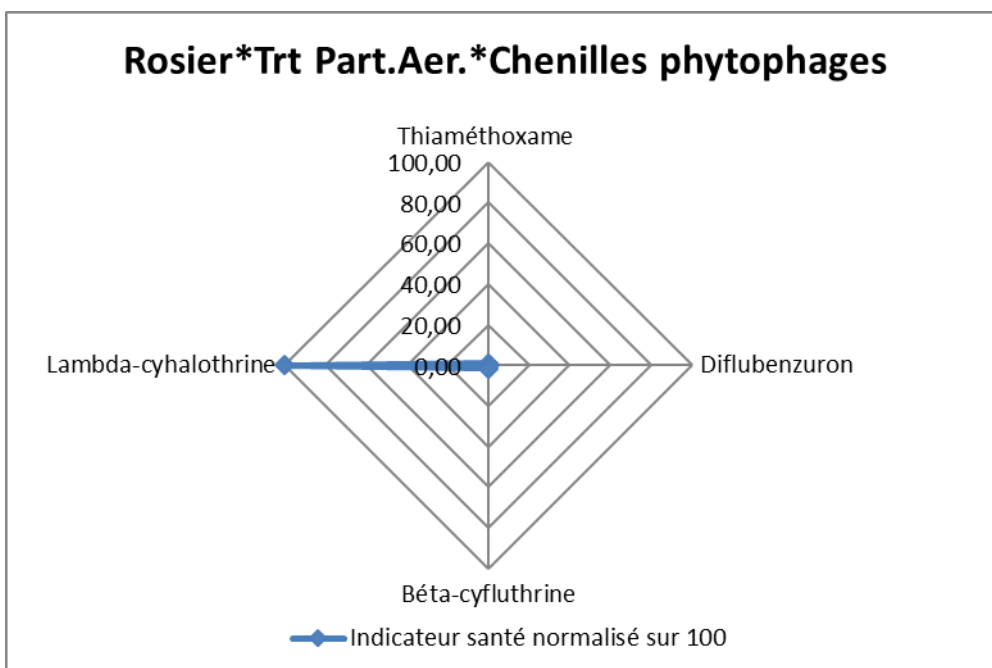 Rosier*Trt Part.Aer.*Chenilles phytophages
Thiaméthoxame
100,00
80,00
60,00
40,00
20,00
0,00
Lambda-cyhalothrine
Diflubenzuron
Béta-cyfluthrine
Indicateur santé normalisé sur 100